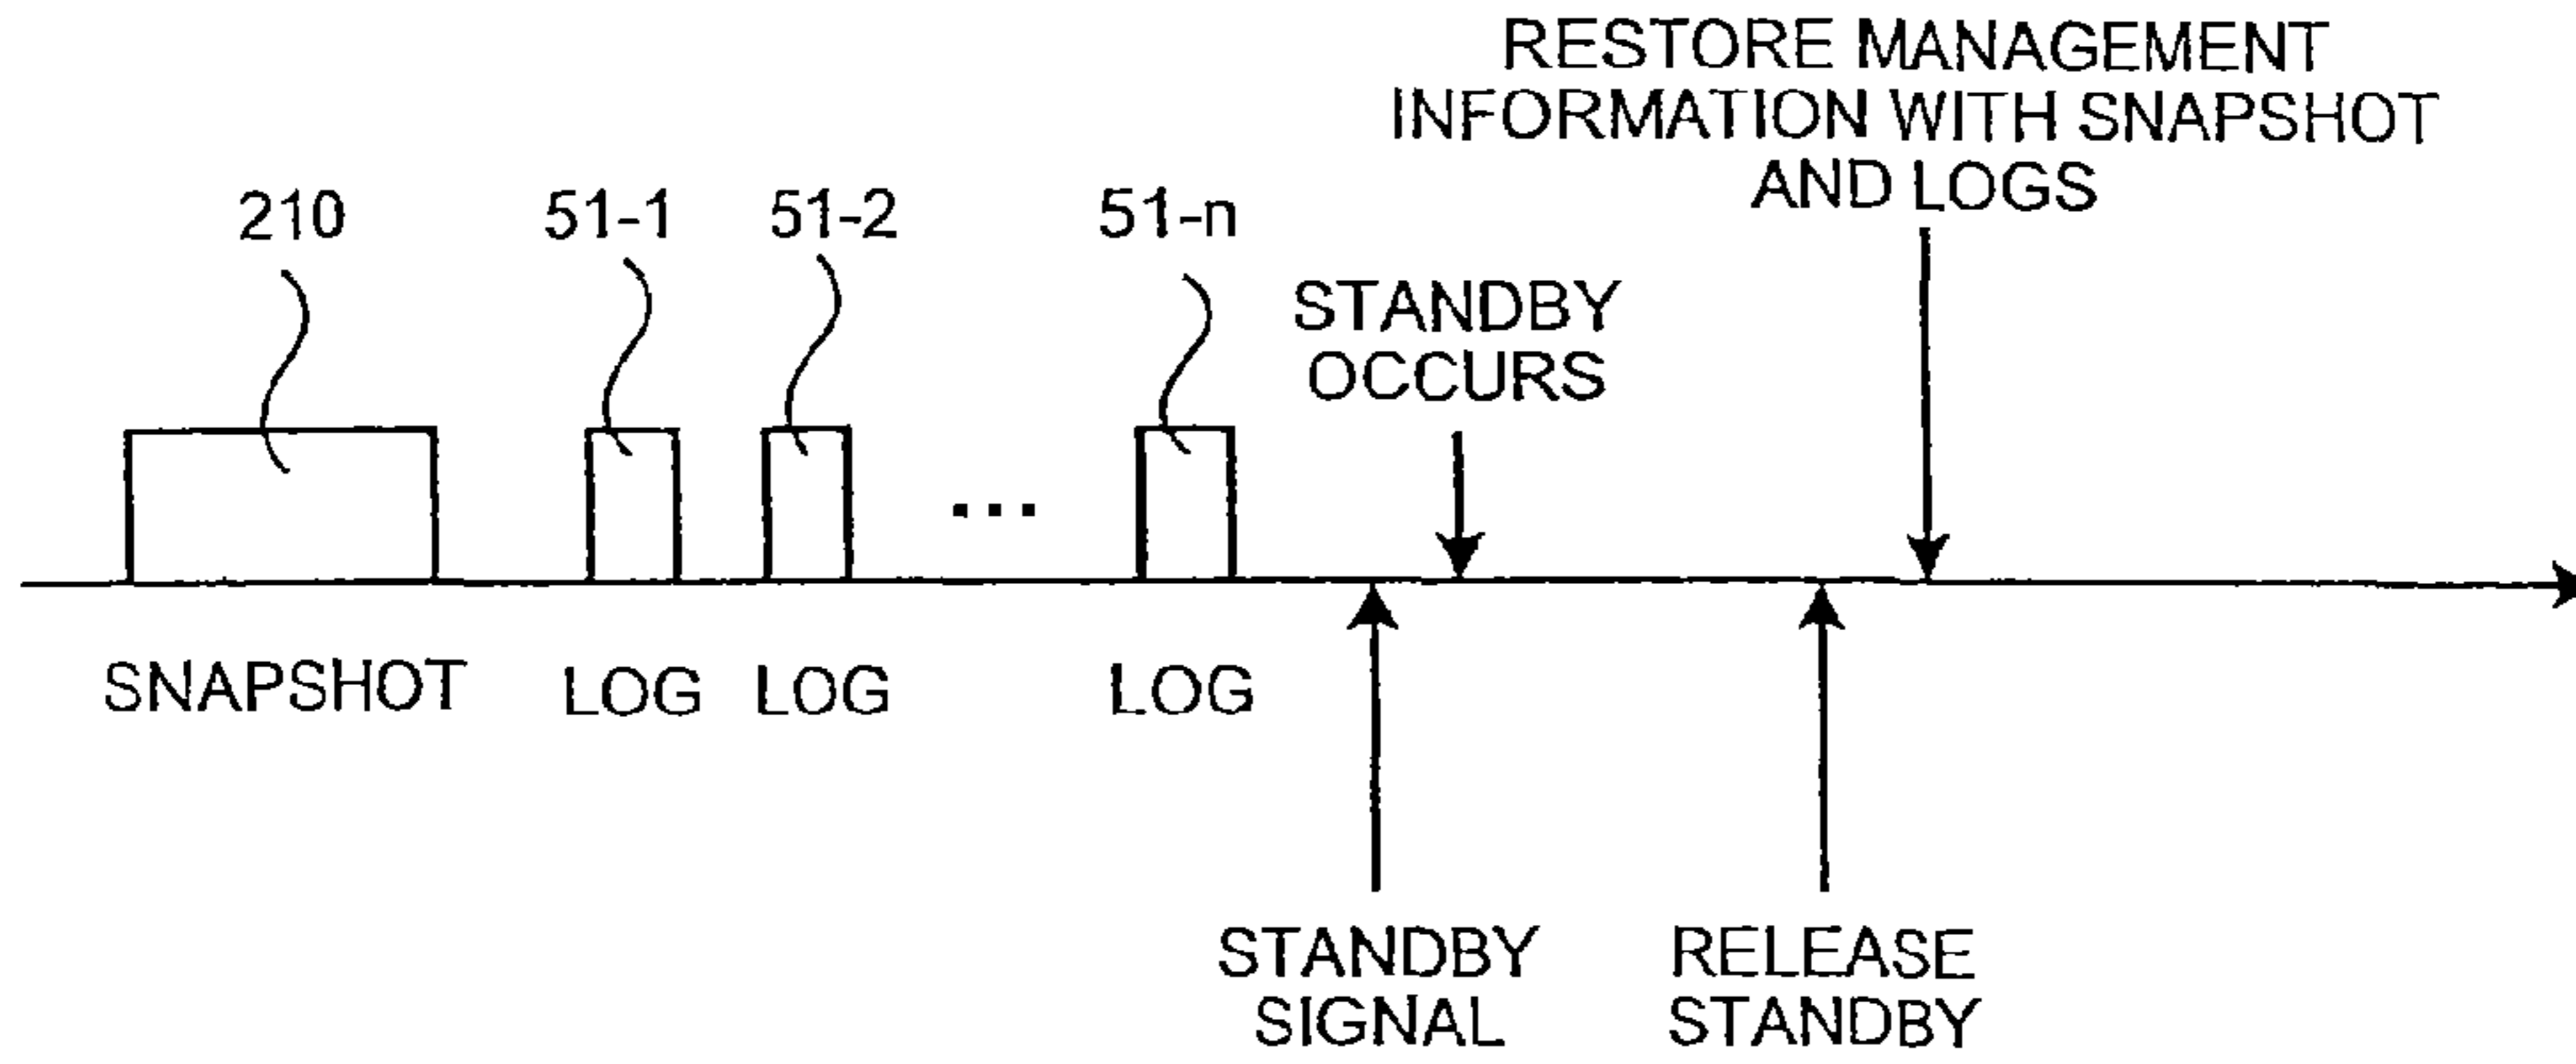 RESTORE MANAGEMENT
INFORMATION WITH SNAPSHOT
AND LOGS
210
51-1
51-2
51-n
STANDBY
OCCURS
...
SNAPSHOT
LOG
LOG
LOG
STANDBY
SIGNAL
RELEASE
STANDBY